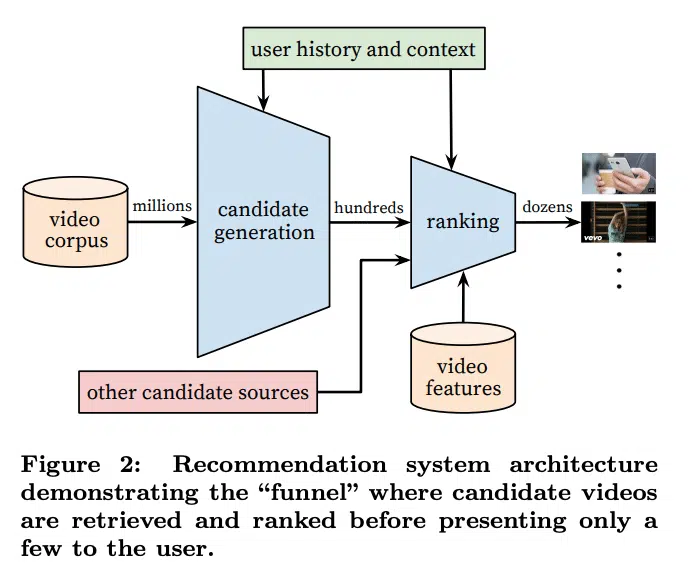 user history and context
millions
video
corpus
candidate
generation
hundreds
ranking
dozens
vevo
other candidate sources
video
features
Figure 2: Recommendation system architecture
demonstrating the “funnel” where candidate videos
are retrieved and ranked before presenting only a
few to the user.